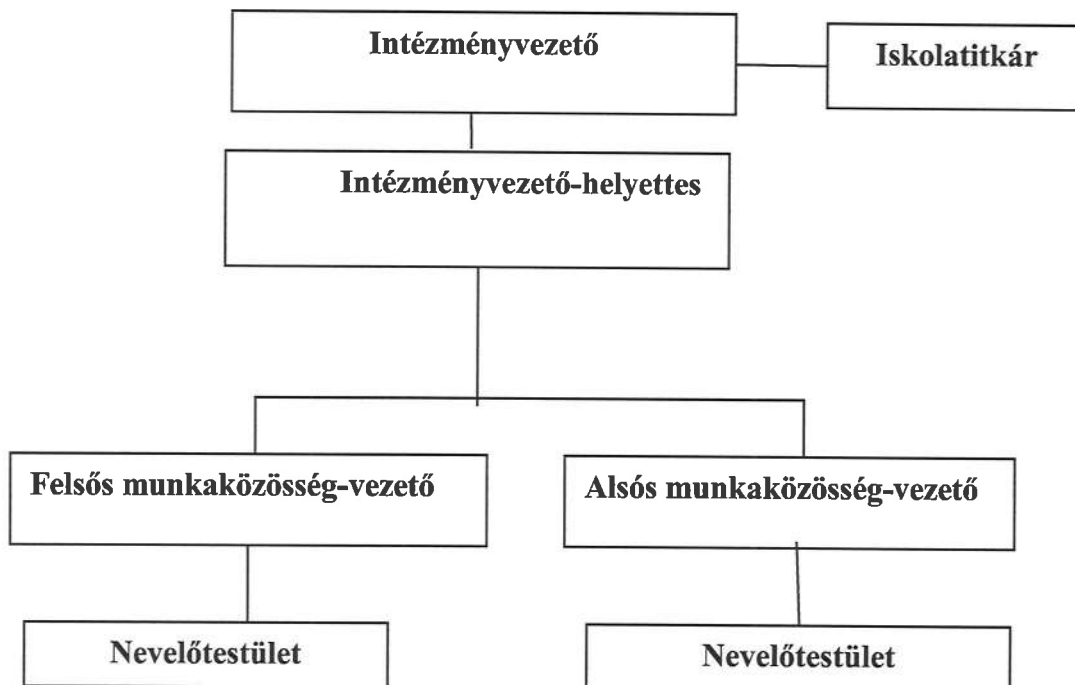 Intézményvezető
Iskolatitkár
Intézményvezető-helyettes
Felsős munkaközösség-vezető
Alsós munkaközösség-vezető
Nevelőtestület
Nevelőtestület